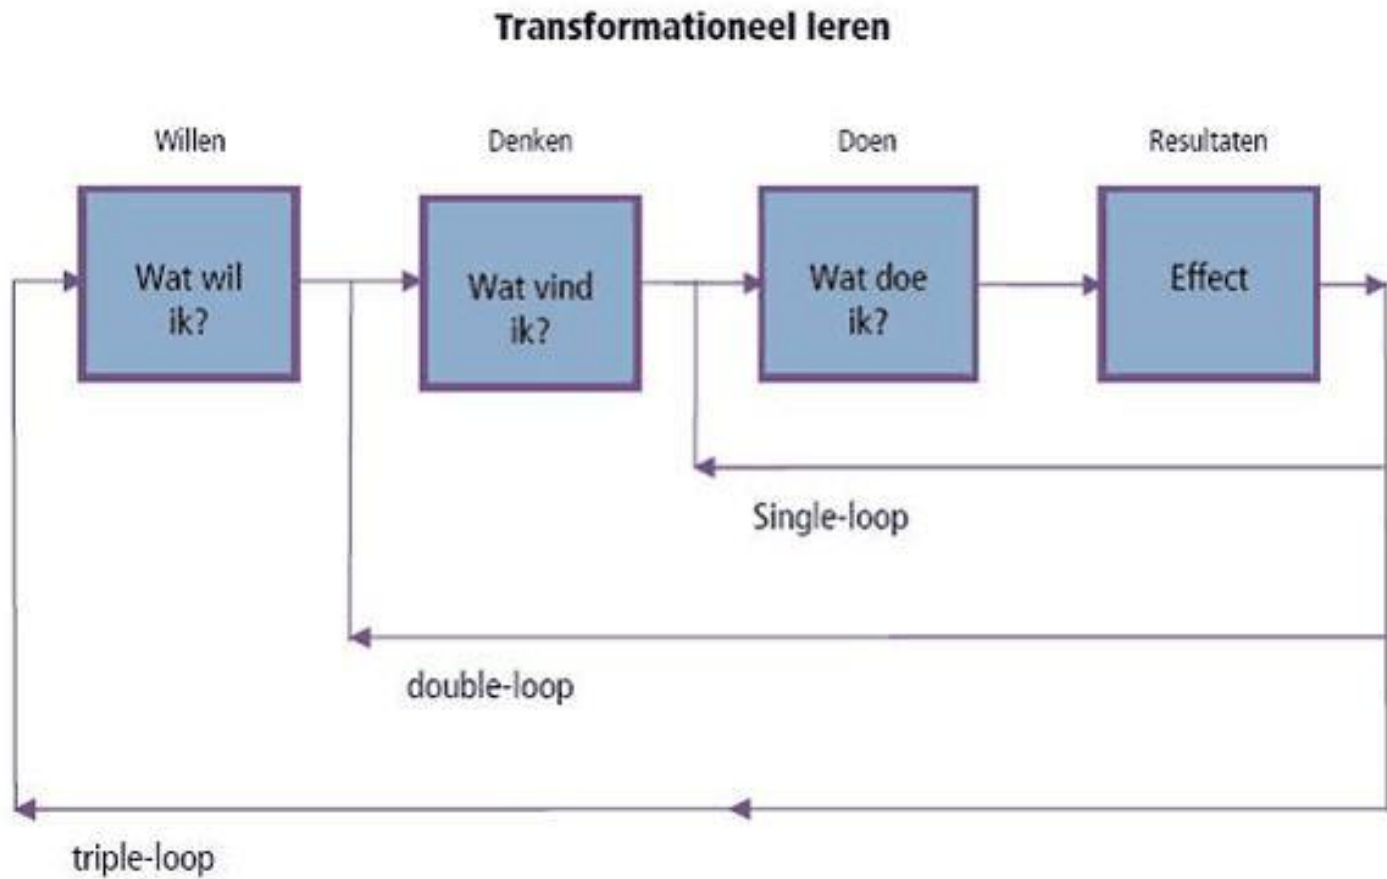 Transformationeel leren
Willen
Denken
Doen
Resultaten
Wat wil
ik?
Wat vind
ik?
Wat doe
ik?
Effect
Single-loop
double-loop
triple-loop